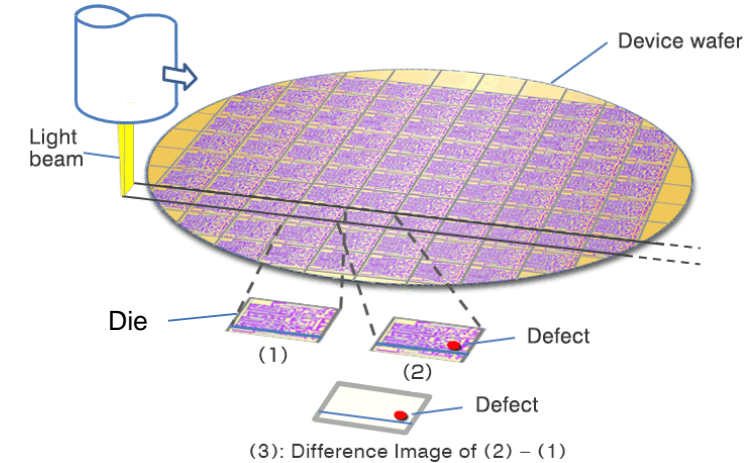 Device wafer
Light
beam
Die
Defect
(1)
(2)
Defect
(3): Difference Image of (2) – (1)